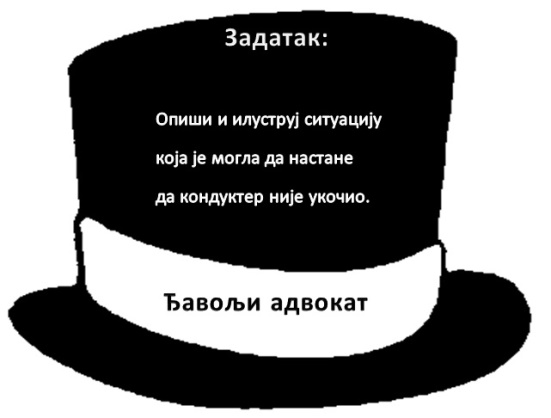 Задатак:
Опиши и илуструј ситуацију
која је могла да настане
да кондуктер није укочио.
Ђавољи адвокат